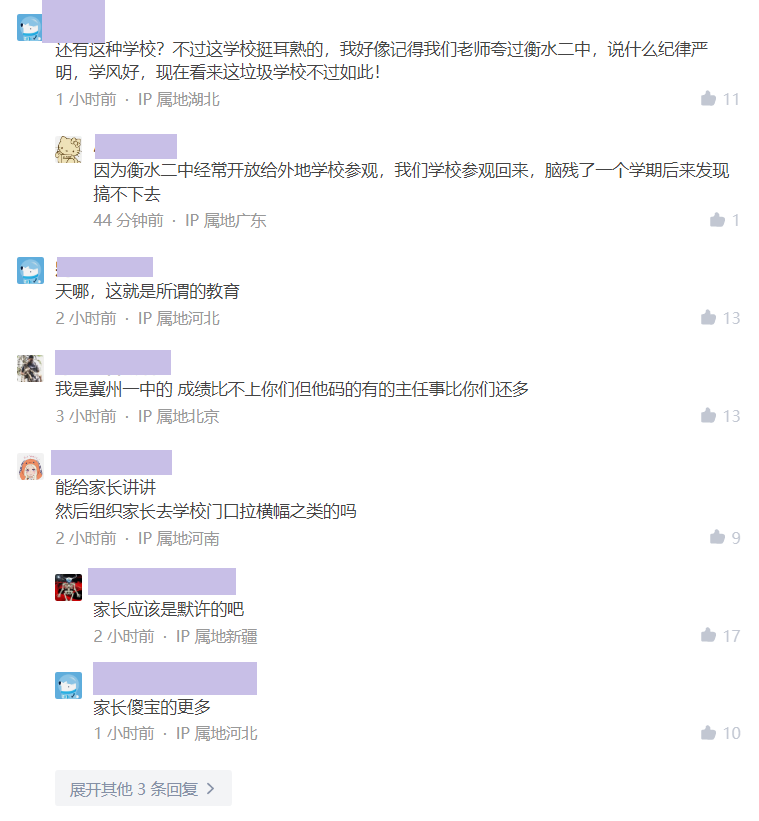 还有这种学校？不过这学校挺耳熟的，我好像记得我们老师夸过衡水二中，说什么纪律严
明，学风好，现在看来这垃圾学校不过如此！
1 小时前 · IP 属地湖北
11
因为衡水二中经常开放给外地学校参观，我们学校参观回来，脑残了一个学期后来发现
搞不下去
44 分钟前 · IP 属地广东
1
天哪，这就是所谓的教育
2 小时前 · IP 属地河北
13
我是冀州一中的 成绩比不上你们但他码的有的主任事比你们还多
3 小时前 · IP 属地北京
13
能给家长讲讲
然后组织家长去学校门口拉横幅之类的吗
2 小时前 · IP 属地河南
9
家长应该是默许的吧
2 小时前 · IP 属地新疆
17
家长傻宝的更多
1 小时前 · IP 属地河北
10
展开其他 3 条回复 >